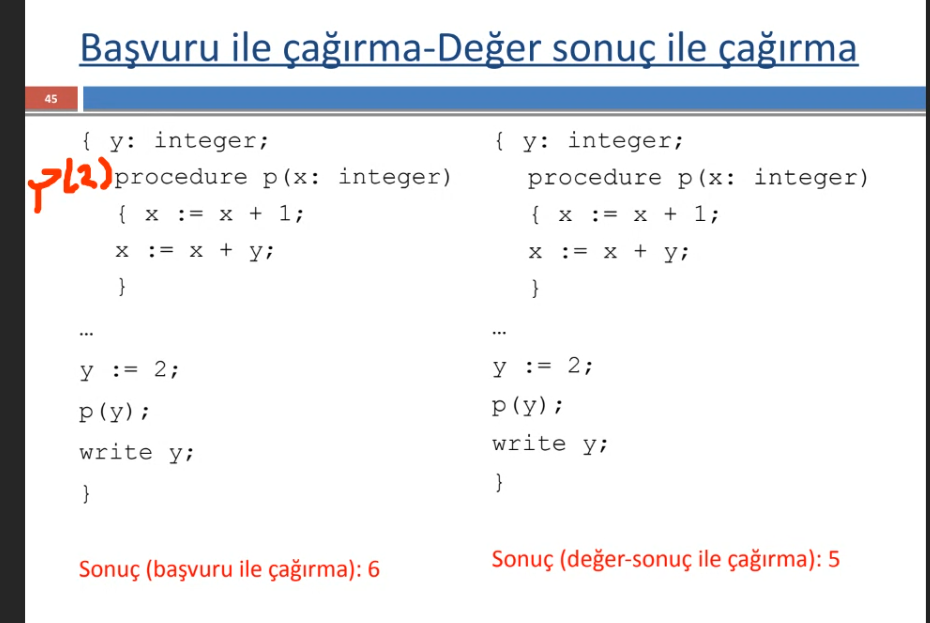 Başvuru ile çağırma-Değer sonuç ile çağırma
45
{ y: integer;
p(2)
procedure p(x: integer)
{ x := x + 1;
x := x + y;
}
…
y := 2;
p(y);
write y;
}
Sonuç (başvuru ile çağırma): 6
{ y: integer;
procedure p(x: integer)
{ x := x + 1;
x := x + y;
}
…
y := 2;
p(y);
write y;
}
Sonuç (değer-sonuç ile çağırma): 5